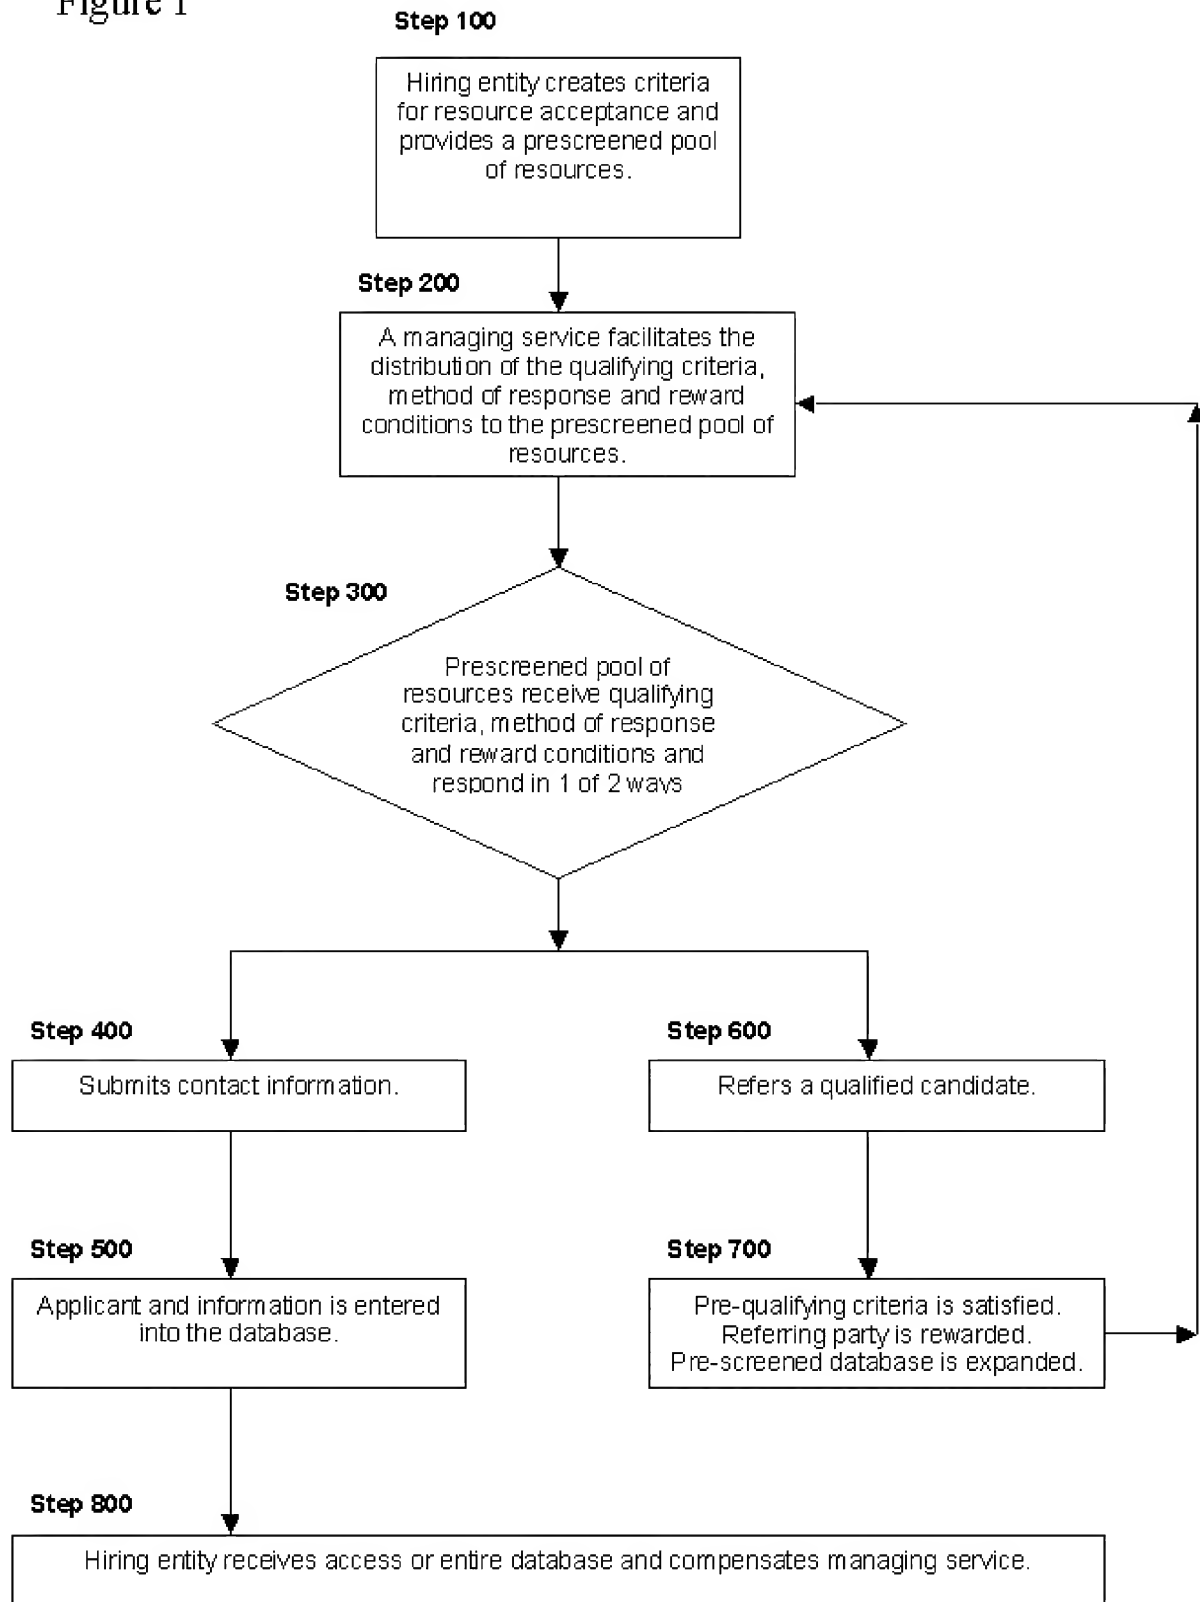 Figure 1
Step 100
Hiring entity creates criteria
for resource acceptance and
provides a prescreened pool
of resources.
Step 200
A managing service facilitates the
distribution of the qualifying criteria,
method of response and reward
conditions to the prescreened pool of
resources.
Step 300
Prescreened pool of
resources receive qualifying
criteria, method of response
and reward conditions and
respond in 1 of 2 ways
Step 400
Submits contact information.
Step 600
Refers a qualified candidate.
Step 500
Applicant and information is entered
into the database.
Step 700
Pre-qualifying criteria is satisfied.
Referring party is rewarded.
Pre-screened database is expanded.
Step 800
Hiring entity receives access or entire database and compensates managing service.